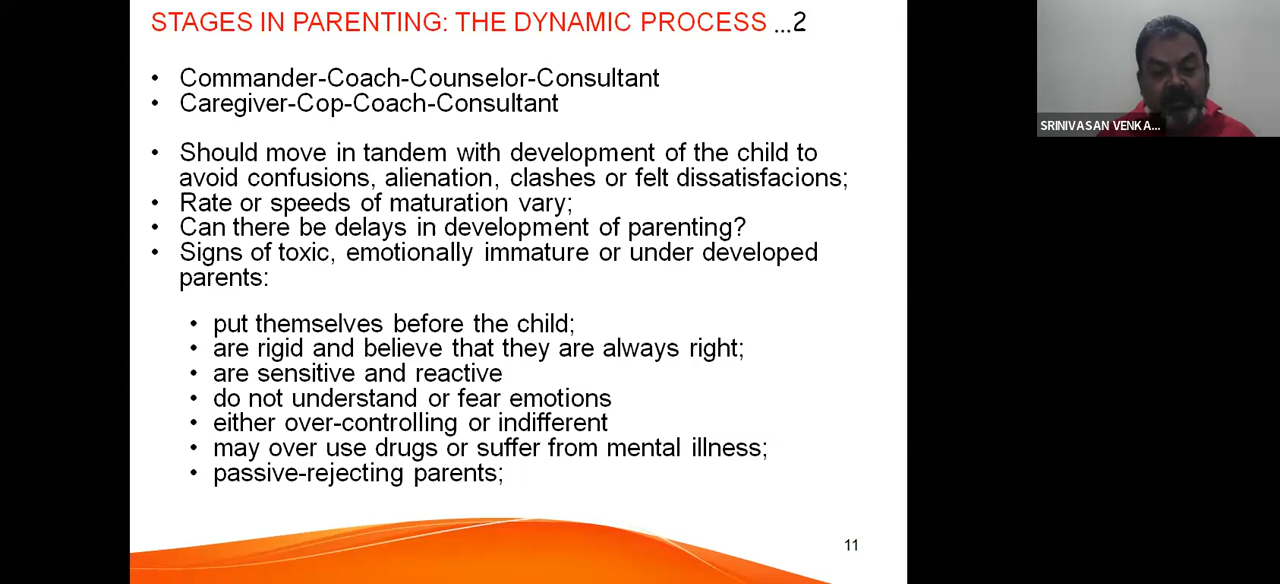 STAGES IN PARENTING: THE DYNAMIC PROCESS ...2
• Commander-Coach-Counselor-Consultant
• Caregiver-Cop-Coach-Consultant
• Should move in tandem with development of the child to
avoid confusions, alienation, clashes or felt dissatisfacions;
• Rate or speeds of maturation vary;
• Can there be delays in development of parenting?
• Signs of toxic, emotionally immature or under developed
parents:
• put themselves before the child;
• are rigid and believe that they are always right;
• are sensitive and reactive
• do not understand or fear emotions
• either over-controlling or indifferent
• may over use drugs or suffer from mental illness;
• passive-rejecting parents;
11
SRINIVASAN VENKA...